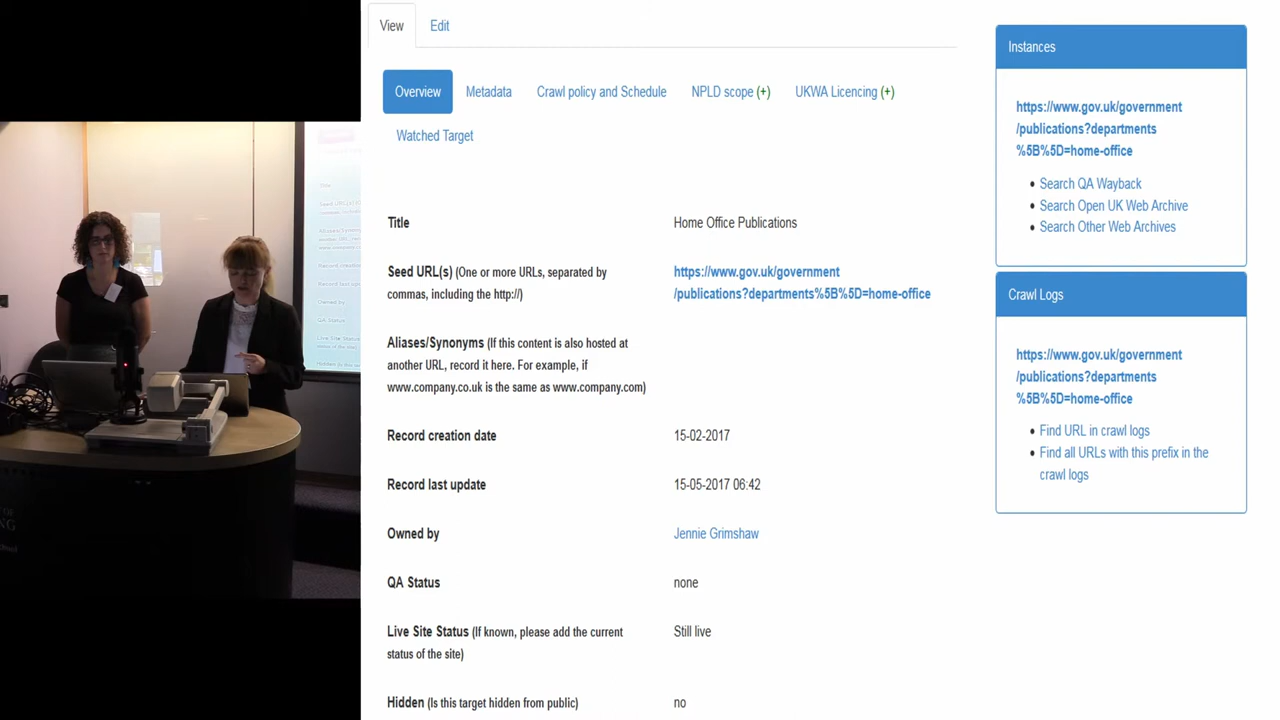 View
Edit
Overview
Metadata
Crawl policy and Schedule
NPLD scope (+)
UKWA Licencing (+)
Watched Target
Title
Home Office Publications
Seed URL(s) (One or more URLs, separated by
commas, including the http://)
https://www.gov.uk/government
/publications?departments%5B%5D=home-office
Aliases/Synonyms (If this content is also hosted at
another URL, record it here. For example, if
www.company.co.uk is the same as www.company.com)
Record creation date
15-02-2017
Record last update
15-05-2017 06:42
Owned by
Jennie Grimshaw
QA Status
none
Live Site Status (If known, please add the current
status of the site)
Still live
Hidden (Is this target hidden from public)
no
Instances
https://www.gov.uk/government
/publications?departments
%5B%5D=home-office
Search QA Wayback
Search Open UK Web Archive
Search Other Web Archives
Crawl Logs
https://www.gov.uk/government
/publications?departments
%5B%5D=home-office
Find URL in crawl logs
Find all URLs with this prefix in the
crawl logs